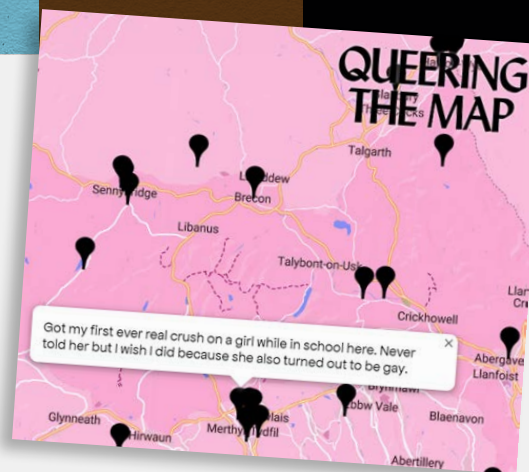 QUEERING
THE MAP
Talgarth
Brecon
Libanus
Talybont-on-Usk
Crickhowell
Got my first ever real crush on a girl while in school here. Never
told her but I wish I did because she also turned out to be gay.
Llanfoist
Glynneath
Hirwaun
Blaenavon
Abertillery